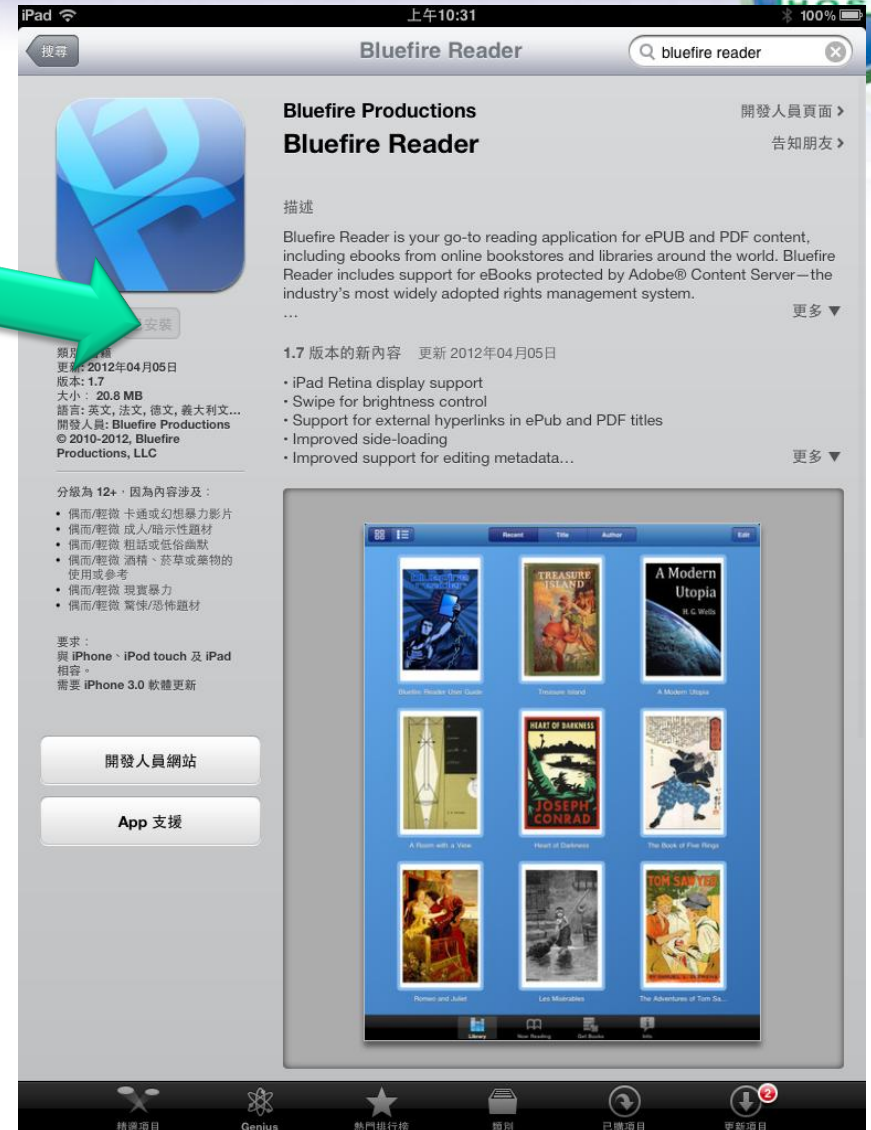 iPad 上午10:31 100%
搜尋 Bluefire Reader bluefire reader
Bluefire Productions 開發人員頁面
Bluefire Reader 告知朋友
描述
Bluefire Reader is your go-to reading application for ePUB and PDF content,
including ebooks from online bookstores and libraries around the world. Bluefire
Reader includes support for eBooks protected by Adobe® Content Server—the
industry's most widely adopted rights management system.
... 更多 ▼
安裝
更新: 2012年04月05日
版本: 1.7
大小： 20.8 MB
語言: 英文, 法文, 德文, 義大利文...
開發人員: Bluefire Productions
© 2010-2012, Bluefire
Productions, LLC
分級為 12+，因為內容涉及：
• 偶而/輕微 卡通或幻想暴力影片
• 偶而/輕微 成人/暗示性題材
• 偶而/輕微 粗話或低俗幽默
• 偶而/輕微 酒精、菸草或藥物的
使用或參考
• 偶而/輕微 現實暴力
• 偶而/輕微 驚悚/恐怖題材
要求：
與 iPhone、iPod touch 及 iPad
相容。
需要 iPhone 3.0 軟體更新
開發人員網站
App 支援
1.7 版本的新內容 更新 2012年04月05日
• iPad Retina display support
• Swipe for brightness control
• Support for external hyperlinks in ePub and PDF titles
• Improved side-loading
• Improved support for editing metadata... 更多 ▼
Recent Title Author Edit
TREASURE
ISLAND
A Modern
Utopia
H. G. Wells
Bluefire Reader User Guide Treasure Island A Modern Utopia
HEART OF DARKNESS
JOSEPH
CONRAD
A Room with a View Heart of Darkness The Book of Five Rings
TOM SAWYER
Romeo and Juliet Les Misérables The Adventures of Tom Sa...
Library Now Reading Get Books Info
精選項目 Genius 熱門排行榜 類別 已購項目 更新項目
2